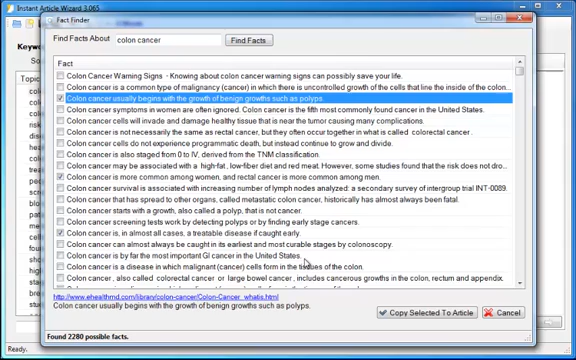 Instant Article Wizard 3.065
Fact Finder
Keywo
Topic
Find Facts About
colon cancer
Find Facts
Fact
Colon Cancer Warning Signs - Knowing about colon cancer warning signs can possibly save your life.
Colon cancer is a common type of malignancy (cancer) in which there is uncontrolled growth of the cells that line the inside of the colon...
Colon cancer usually begins with the growth of benign growths such as polyps.
Colon cancer symptoms in women are often ignored. Colon cancer is the fifth most commonly found cancer in the United States.
Colon cancer cells will invade and damage healthy tissue that is near the tumor causing many complications.
Colon cancer is not necessarily the same as rectal cancer, but they often occur together in what is called colorectal cancer.
Colon cancer cells do not experience programmatic death, but instead continue to grow and divide.
Colon cancer is also staged from 0 to IV, derived from the TNM classification.
Colon cancer may be associated with a high-fat, low-fiber diet and red meat. However, some studies found that the risk does not dro...
Colon cancer is more common among women, and rectal cancer is more common among men.
Colon cancer survival is associated with increasing number of lymph nodes analyzed: a secondary survey of intergroup trial INT-0089.
Colon cancer that has spread to other organs, called metastatic colon cancer, historically has almost always been fatal.
Colon cancer starts with a growth, also called a polyp, that is not cancer.
Colon cancer screening tests work by detecting polyps or by finding early stage cancers.
Colon cancer is, in almost all cases, a treatable disease if caught early.
Colon cancer can almost always be caught in its earliest and most curable stages by colonoscopy.
Colon cancer is by far the most important GI cancer in the United States.
Colon cancer is a disease in which malignant (cancer) cells form in the tissues of the colon.
Colon cancer , also called colorectal cancer or large bowel cancer , includes cancerous growths in the colon, rectum and appendix.
http://www.ehealthmd.com/library/colon-cancer/Colon-Cancer_whatis.html
Colon cancer usually begins with the growth of benign growths such as polyps.
Copy Selected To Article
Cancel
Found 2280 possible facts.
Ready.